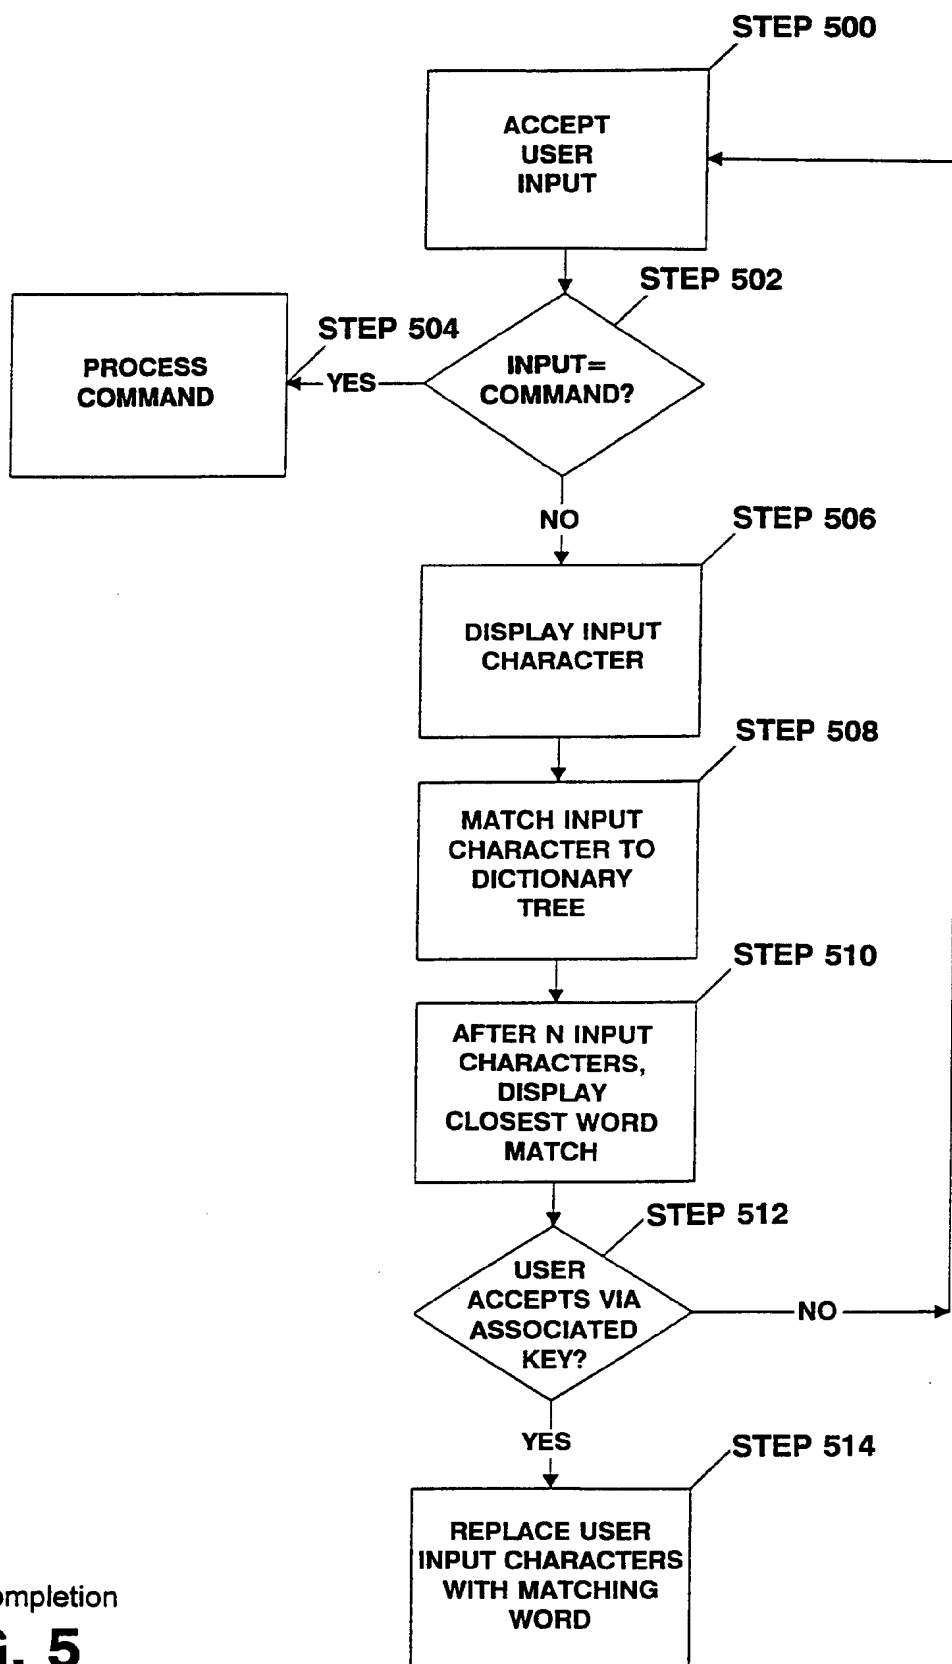 STEP 500
ACCEPT
USER
INPUT
STEP 502
STEP 504
INPUT=
COMMAND?
YES
PROCESS
COMMAND
NO
STEP 506
DISPLAY INPUT
CHARACTER
STEP 508
MATCH INPUT
CHARACTER TO
DICTIONARY
TREE
STEP 510
AFTER N INPUT
CHARACTERS,
DISPLAY
CLOSEST WORD
MATCH
STEP 512
USER
ACCEPTS VIA
ASSOCIATED
KEY?
NO
YES
STEP 514
REPLACE USER
INPUT CHARACTERS
WITH MATCHING
WORD
ompletion
. 5